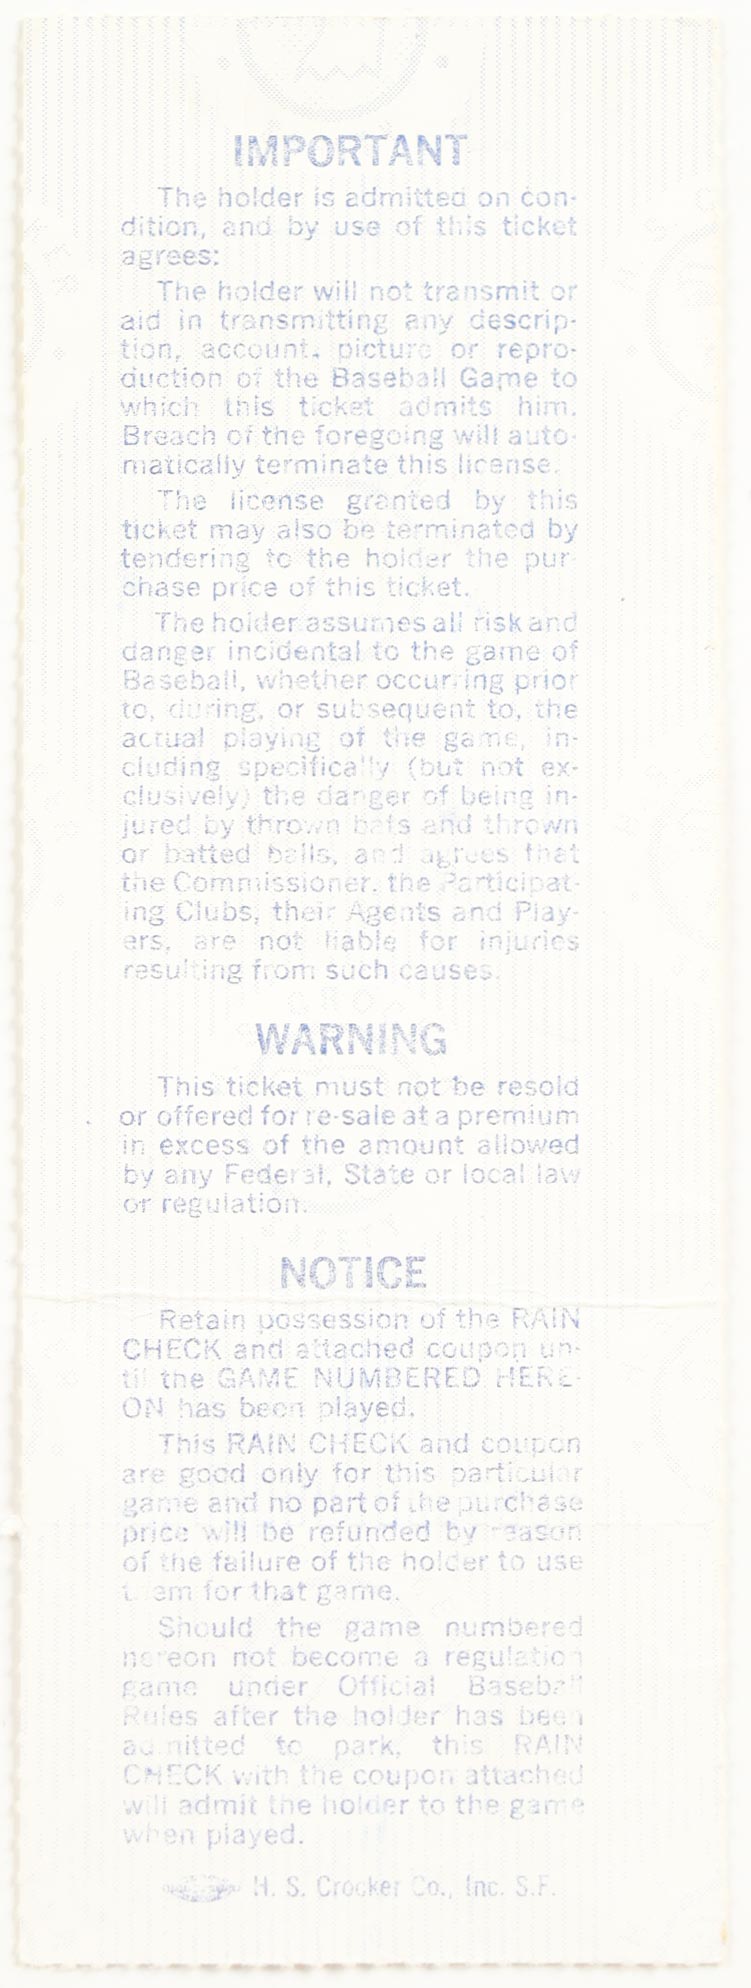 IMPORTANT
The holder is admitted on con-
dition, and by use of this ticket
agrees:
The holder will not transmit or
aid in transmitting any descrip-
tion, account, picture or repro-
duction of the Baseball Game to
which this ticket admits him.
Breach of the foregoing will auto-
matically terminate this license.
The license granted by this
ticket may also be terminated by
tendering to the holder the pur-
chase price of this ticket.
The holder assumes all risk and
danger incidental to the game of
Baseball, whether occurring prior
to, during, or subsequent to, the
actual playing of the game, in-
cluding specifically (but not ex-
clusively) the danger of being in-
jured by thrown bats and thrown
or batted balls, and agrees that
the Commissioner, the Participat-
ing Clubs, their Agents and Play-
ers, are not liable for injuries
resulting from such causes.
WARNING
This ticket must not be resold
or offered for re-sale at a premium
in excess of the amount allowed
by any Federal, State or local law
or regulation.
NOTICE
Retain possession of the RAIN
CHECK and attached coupon un-
til the GAME NUMBERED HERE-
ON has been played.
This RAIN CHECK and coupon
are good only for this particular
game and no part of the purchase
price will be refunded by reason
of the failure of the holder to use
them for that game.
Should the game numbered
hereon not become a regulation
game under Official Baseball
Rules after the holder has been
admitted to park, this RAIN
CHECK with the coupon attached
will admit the holder to the game
when played.
H. S. Crocker Co., Inc. S.F.